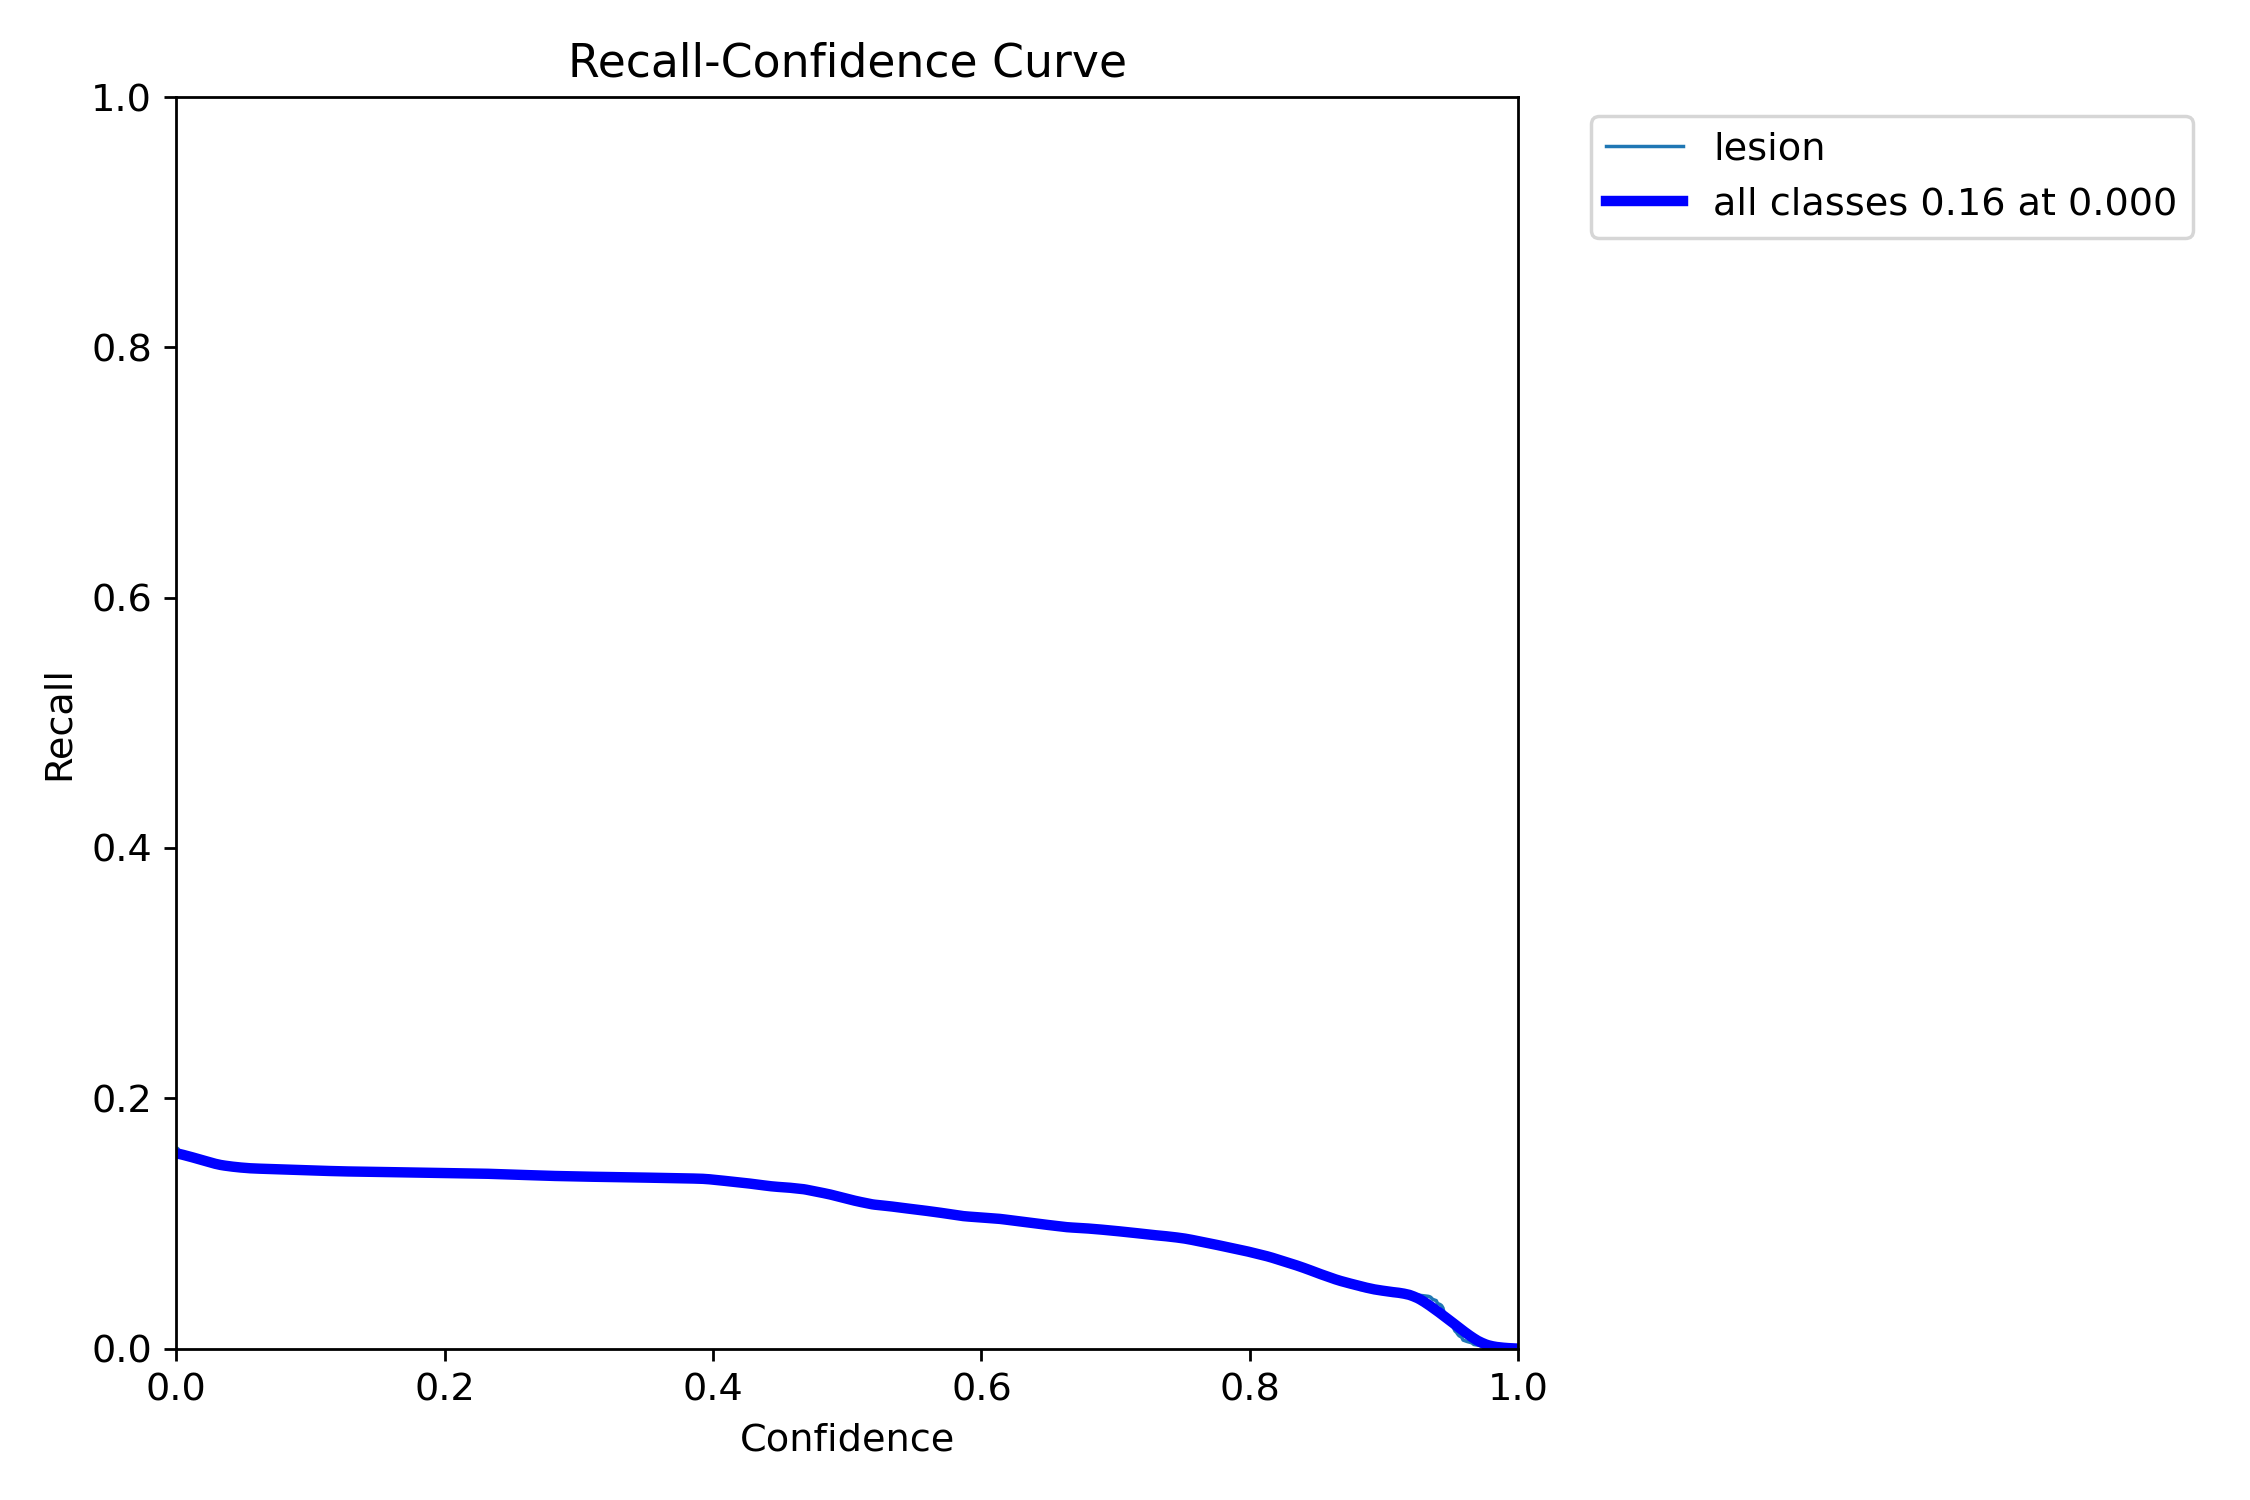 Recall-Confidence Curve
1.0
0.8
0.6
0.4
0.2
0.0
Recall
0.0 0.2 0.4 0.6 0.8 1.0
Confidence
lesion
all classes 0.16 at 0.000